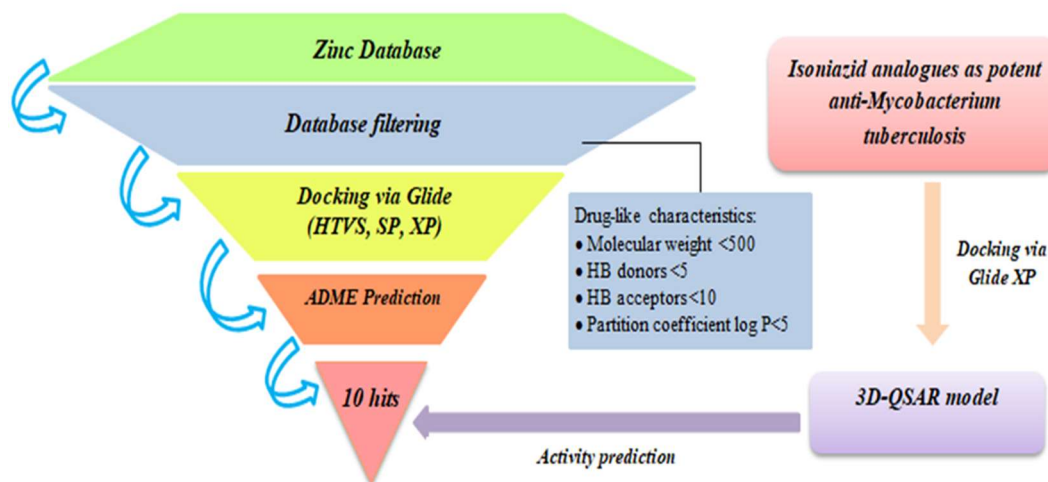 Zinc Database
Database filtering
Docking via Glide
(HTVS, SP, XP)
ADME Prediction
10 hits
Drug-like characteristics:
● Molecular weight <500
● HB donors <5
● HB acceptors<10
● Partition coefficient log P<5
Isoniazid analogues as potent
anti-Mycobacterium
tuberculosis
Docking via
Glide XP
3D-QSAR model
Activity prediction